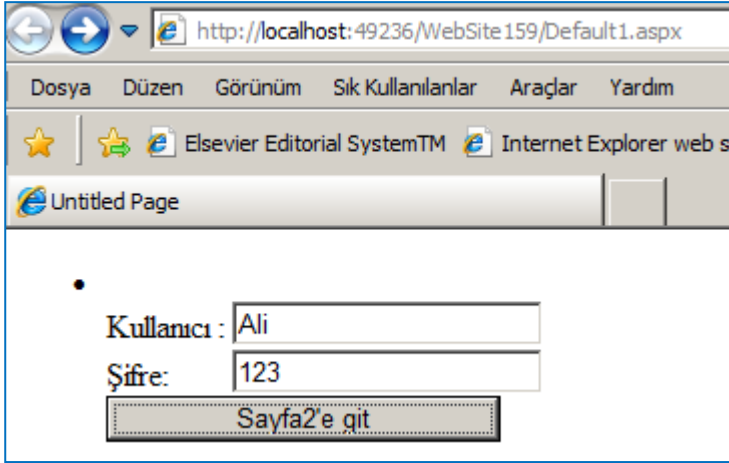 http://localhost:49236/WebSite159/Default1.aspx
Dosya Düzen Görünüm Sık Kullanılanlar Araçlar Yardım
Elsevier Editorial SystemTM Internet Explorer web s
Untitled Page
Kullanıcı : Ali
Şifre: 123
Sayfa2'e git